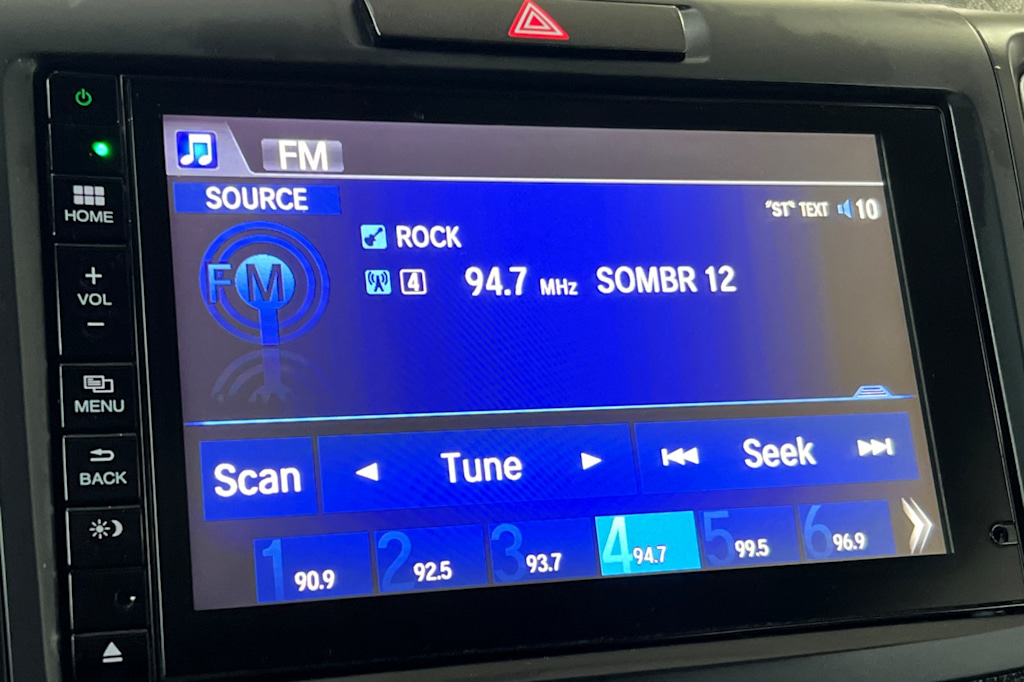 FM
SOURCE
"ST" TEXT 10
ROCK
FM
4 94.7 MHz SOMBR 12
HOME
+
VOL
−
MENU
BACK
Scan Tune Seek
1 90.9 2 92.5 3 93.7 4 94.7 5 99.5 6 96.9